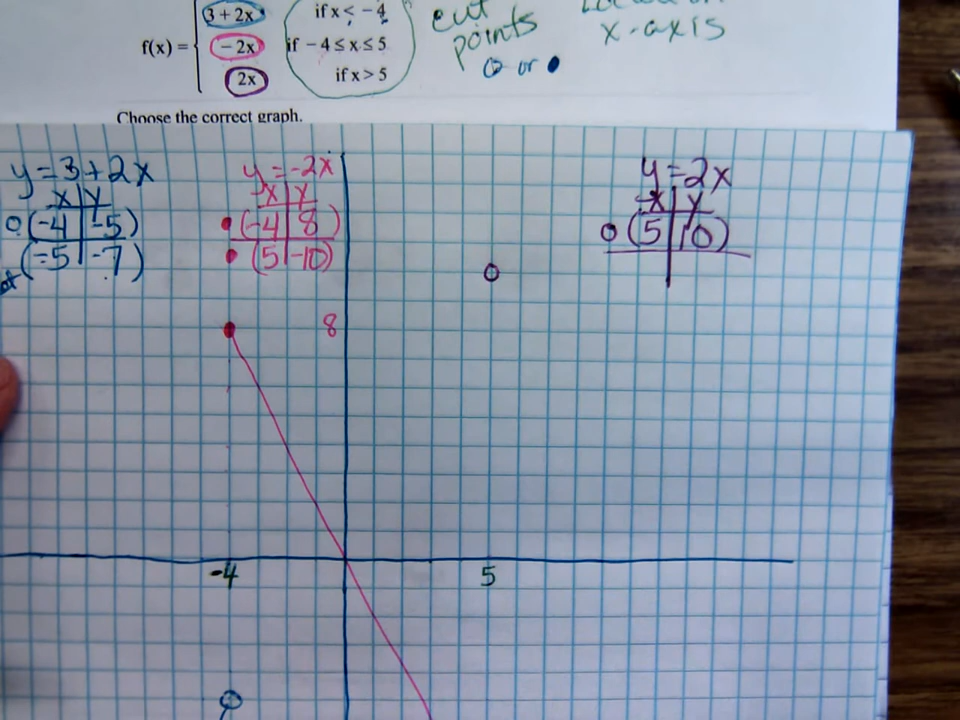 f(x) = { 3 + 2x if x < -4
- 2x if - 4 ≤ x ≤ 5
2x if x > 5
cut
points
o or ●
x-axis
Choose the correct graph.
y = 3 + 2x
x y
o (-4 -5)
(-5 -7)
y = -2x
x y
● (-4 8)
● (5 -10)
y = 2x
x y
o (5 10)
8
-4
5